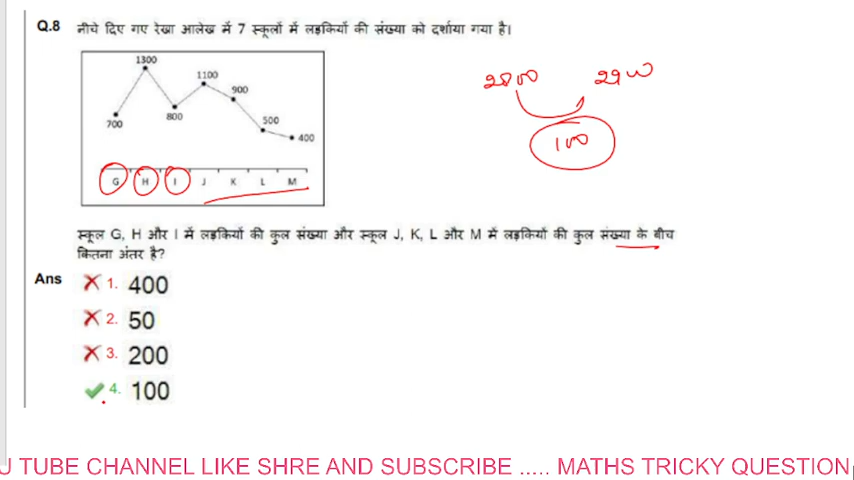 Q.8 नीचे दिए गए रेखा आलेख में 7 स्कूलों में लड़कियों की संख्या को दर्शाया गया है।
1300
1100
900
800
700
500
400
G H I J K L M
2800 2900
100
स्कूल G, H और I में लड़कियों की कुल संख्या और स्कूल J, K, L और M में लड़कियों की कुल संख्या के बीच
कितना अंतर है?
Ans 1. 400
2. 50
3. 200
4. 100
U TUBE CHANNEL LIKE SHRE AND SUBSCRIBE ..... MATHS TRICKY QUESTION